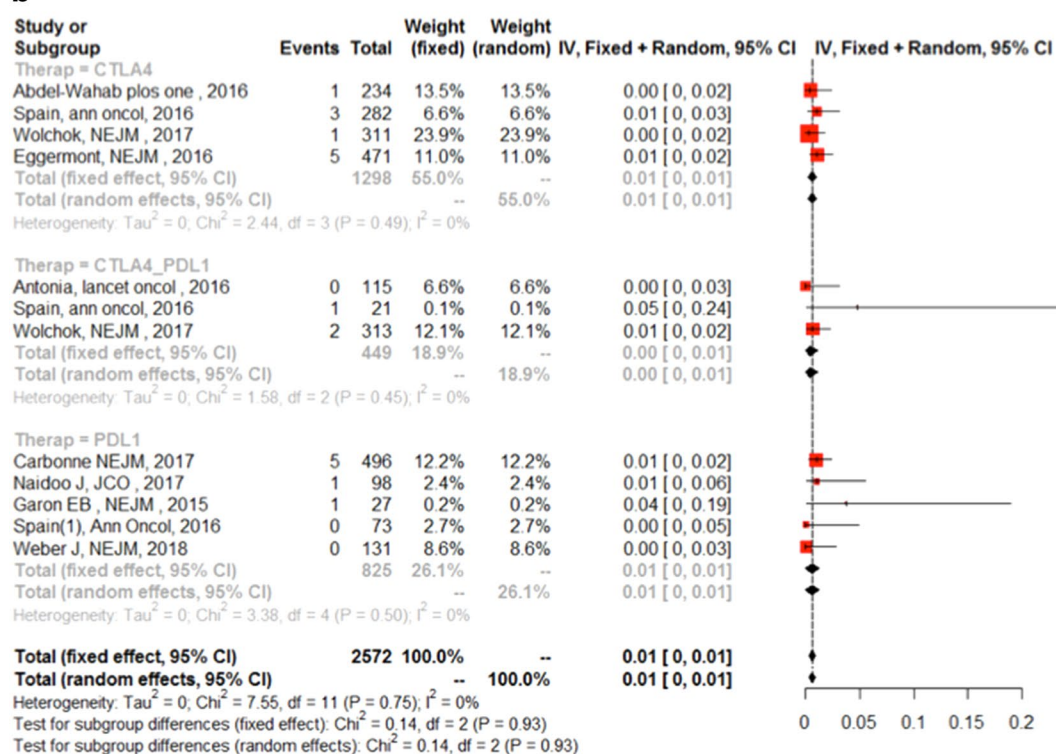 Study or Weight Weight
Subgroup Events Total (fixed) (random) IV, Fixed + Random, 95% CI IV, Fixed + Random, 95% CI
Therap = CTLA4
Abdel-Wahab plos one , 2016 1 234 13.5% 13.5% 0.00 [ 0, 0.02]
Spain, ann oncol, 2016 3 282 6.6% 6.6% 0.01 [ 0, 0.03]
Wolchok, NEJM , 2017 1 311 23.9% 23.9% 0.00 [ 0, 0.02]
Eggermont, NEJM , 2016 5 471 11.0% 11.0% 0.01 [ 0, 0.02]
Total (fixed effect, 95% CI) 1298 55.0% -- 0.01 [ 0, 0.01]
Total (random effects, 95% CI) -- 55.0% 0.01 [ 0, 0.01]
Heterogeneity: Tau² = 0; Chi² = 2.44, df = 3 (P = 0.49); I² = 0%
Therap = CTLA4_PDL1
Antonia, lancet oncol , 2016 0 115 6.6% 6.6% 0.00 [ 0, 0.03]
Spain, ann oncol, 2016 1 21 0.1% 0.1% 0.05 [ 0, 0.24]
Wolchok, NEJM , 2017 2 313 12.1% 12.1% 0.01 [ 0, 0.02]
Total (fixed effect, 95% CI) 449 18.9% -- 0.00 [ 0, 0.01]
Total (random effects, 95% CI) -- 18.9% 0.00 [ 0, 0.01]
Heterogeneity: Tau² = 0; Chi² = 1.58, df = 2 (P = 0.45); I² = 0%
Therap = PDL1
Carbonne NEJM, 2017 5 496 12.2% 12.2% 0.01 [ 0, 0.02]
Naidoo J, JCO , 2017 1 98 2.4% 2.4% 0.01 [ 0, 0.06]
Garon EB , NEJM , 2015 1 27 0.2% 0.2% 0.04 [ 0, 0.19]
Spain(1), Ann Oncol, 2016 0 73 2.7% 2.7% 0.00 [ 0, 0.05]
Weber J, NEJM, 2018 0 131 8.6% 8.6% 0.00 [ 0, 0.03]
Total (fixed effect, 95% CI) 825 26.1% -- 0.01 [ 0, 0.01]
Total (random effects, 95% CI) -- 26.1% 0.01 [ 0, 0.01]
Heterogeneity: Tau² = 0; Chi² = 3.38, df = 4 (P = 0.50); I² = 0%
Total (fixed effect, 95% CI) 2572 100.0% -- 0.01 [ 0, 0.01]
Total (random effects, 95% CI) -- 100.0% 0.01 [ 0, 0.01]
Heterogeneity: Tau² = 0; Chi² = 7.55, df = 11 (P = 0.75); I² = 0%
Test for subgroup differences (fixed effect): Chi² = 0.14, df = 2 (P = 0.93)
Test for subgroup differences (random effects): Chi² = 0.14, df = 2 (P = 0.93)
0 0.05 0.1 0.15 0.2